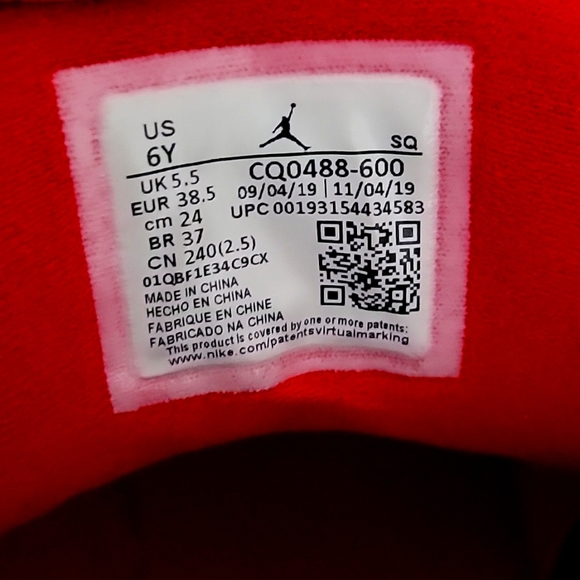 US
6Y
SQ
UK 5.5
EUR 38.5
cm 24
BR 37
CN 240(2.5)
01QBF1E34C9CX
CQ0488-600
09/04/19 | 11/04/19
UPC 00193154434583
MADE IN CHINA
HECHO EN CHINA
FABRIQUE EN CHINE
FABRICADO NA CHINA
This product is covered by one or more patents:
www.nike.com/patentsvirtualmarking